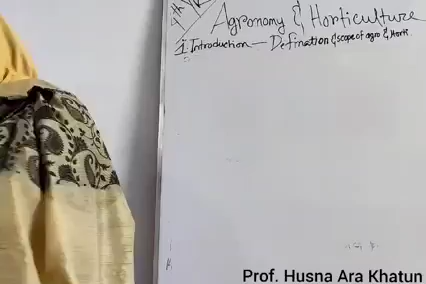 Agronomy & Horticulture
1. Introduction — Defination & scope of agro & Horti.
Prof. Husna Ara Khatun